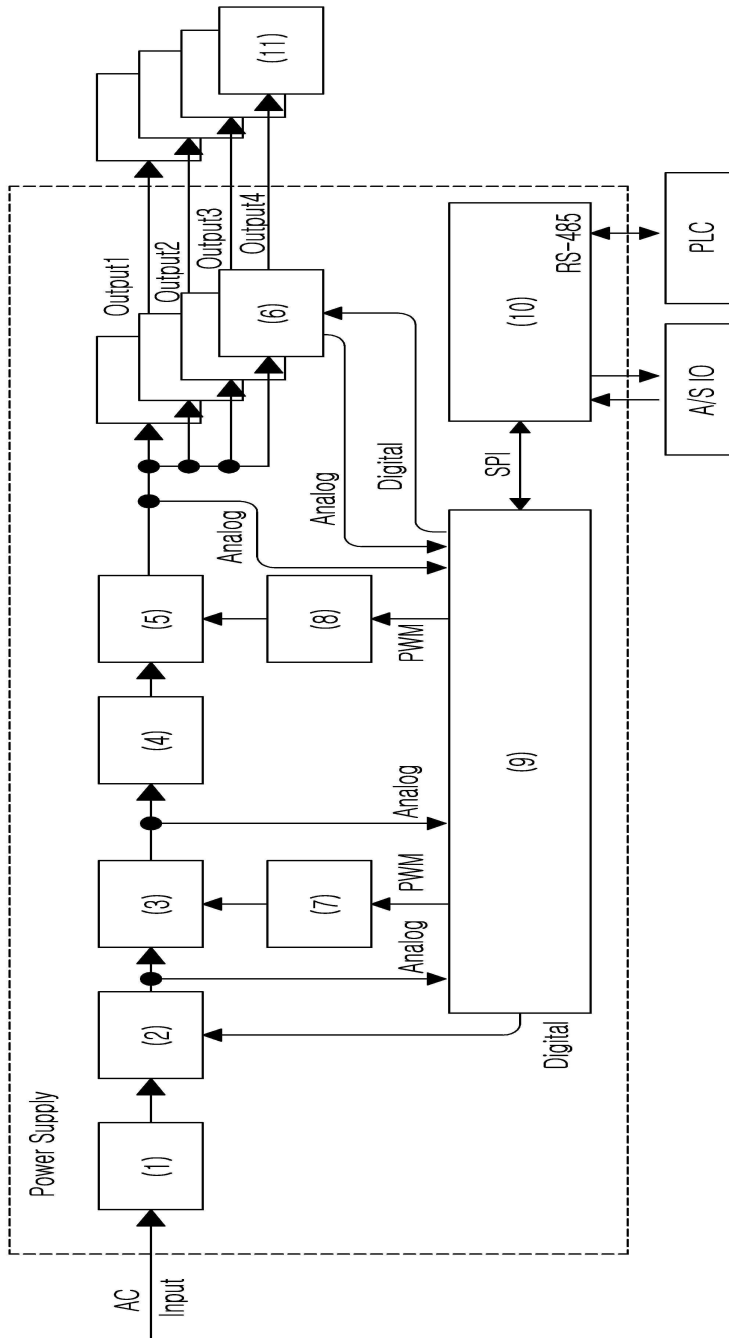 Power Supply
AC
Input
(1)
(2)
(3)
(4)
(5)
(6)
(11)
Output1
Output2
Output3
Output4
(7)
(8)
Analog
PWM
Analog
PWM
Analog
Analog
Digital
Digital
(9)
SPI
(10)
RS-485
A/S IO
PLC